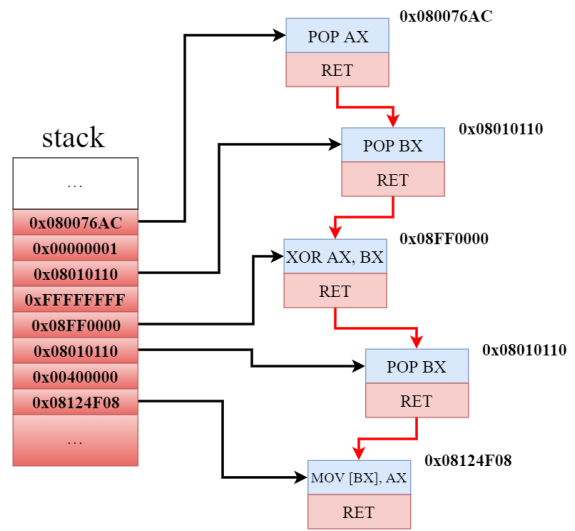 stack
...
0x080076AC
0x00000001
0x08010110
0xFFFFFFFF
0x08FF0000
0x08010110
0x00400000
0x08124F08
...
0x080076AC
POP AX
RET
0x08010110
POP BX
RET
0x08FF0000
XOR AX, BX
RET
0x08010110
POP BX
RET
0x08124F08
MOV [BX], AX
RET